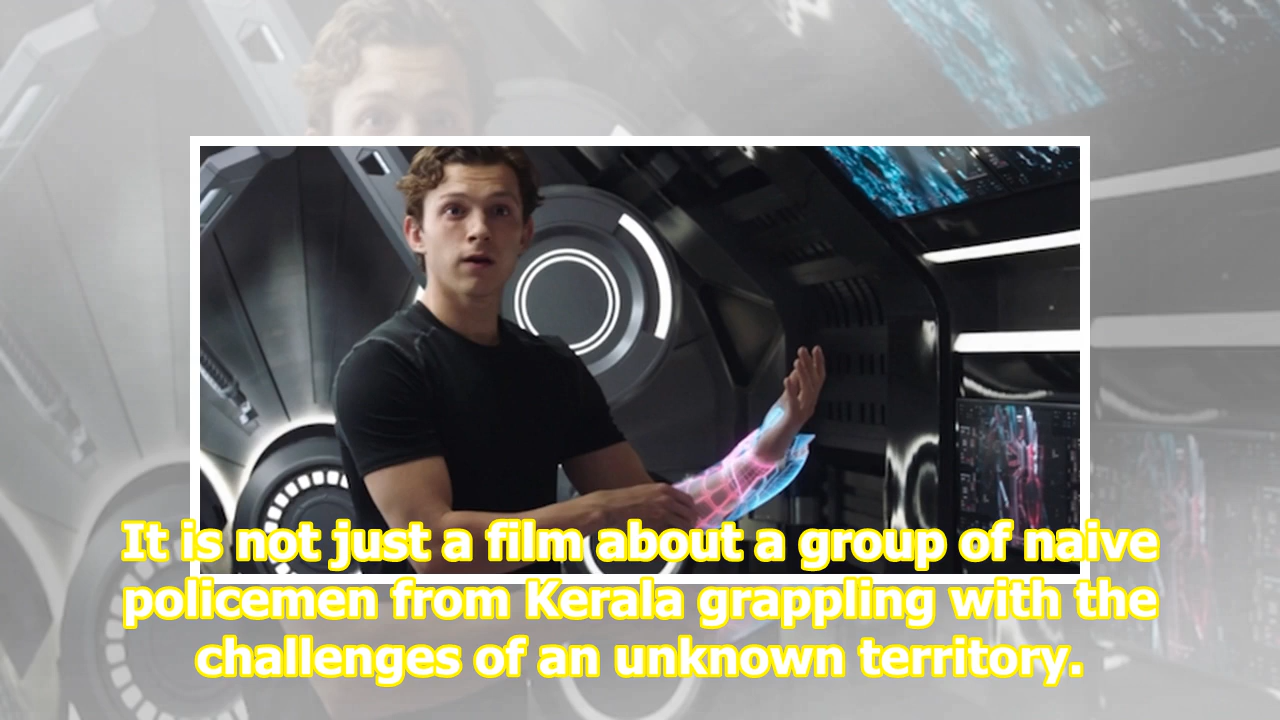 It is not just a film about a group of naive
policemen from Kerala grappling with the
challenges of an unknown territory.